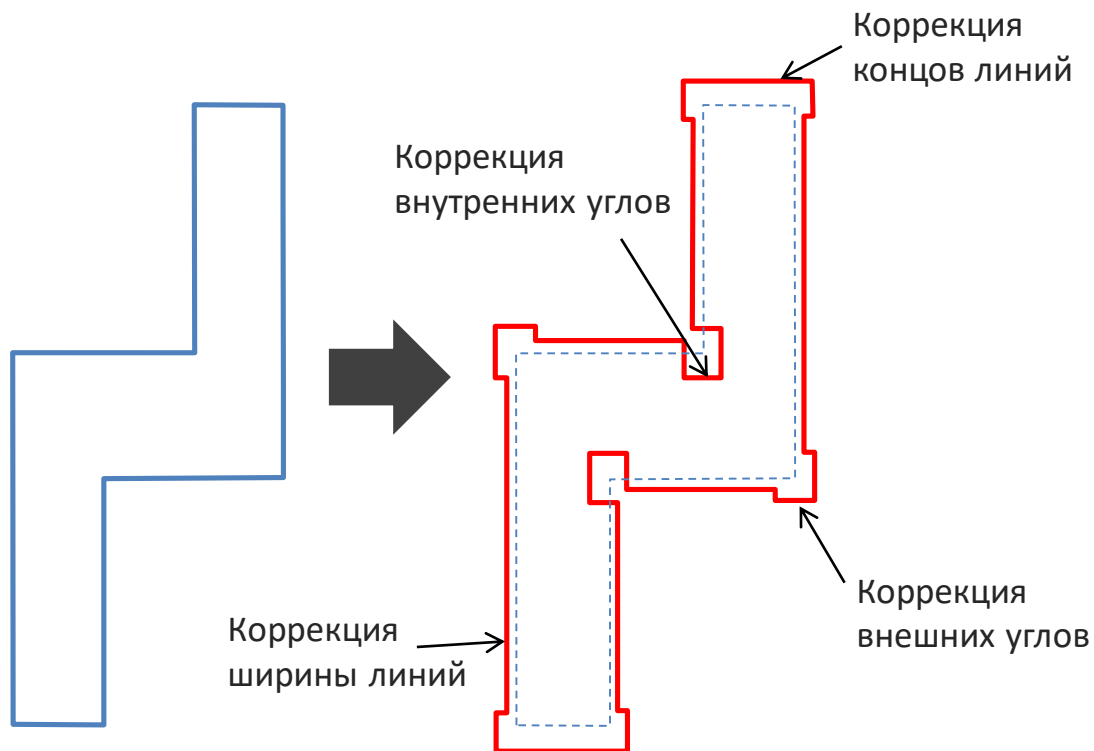 Коррекция
концов линий
Коррекция
внутренних углов
Коррекция
внешних углов
Коррекция
ширины линий